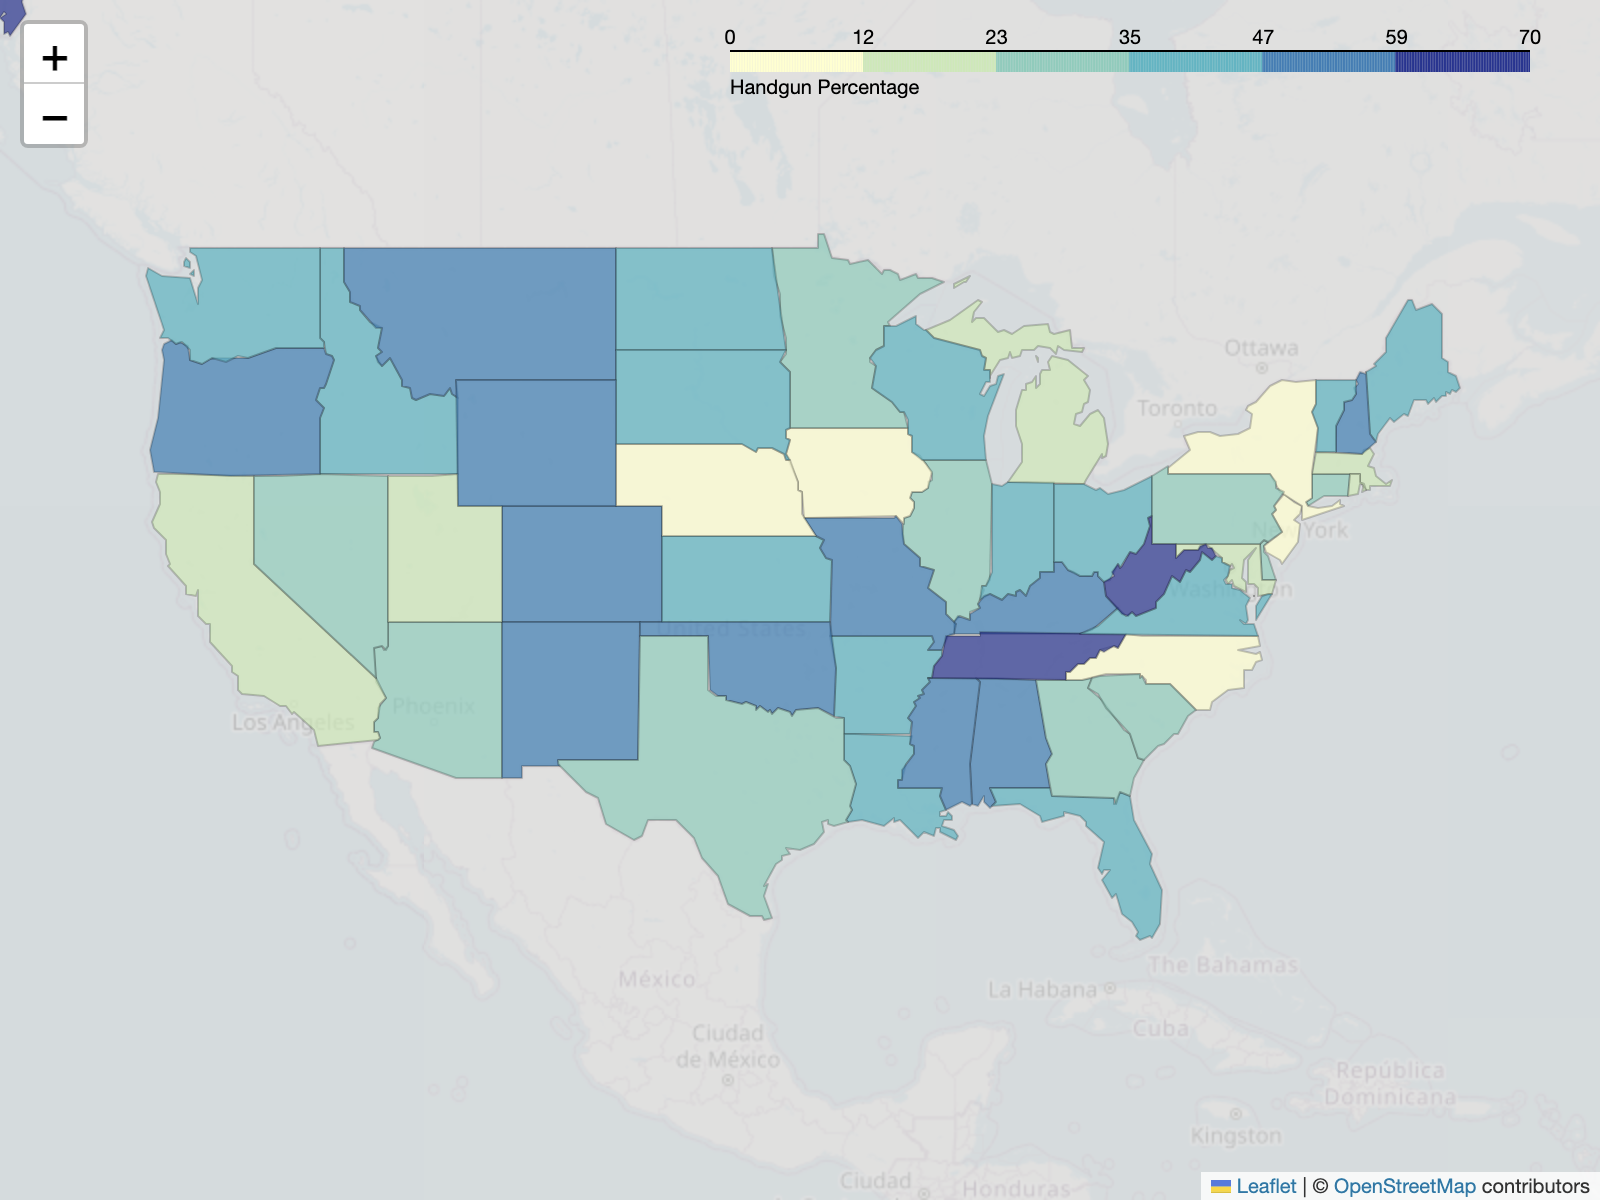 +
−
0 12 23 35 47 59 70
Handgun Percentage
Ottawa
Toronto
New York
Washington
United States
Phoenix
Los Angeles
México
Ciudad
de México
La Habana
The Bahamas
Cuba
República
Dominicana
Kingston
Ciudad
Honduras
Leaflet | © OpenStreetMap contributors